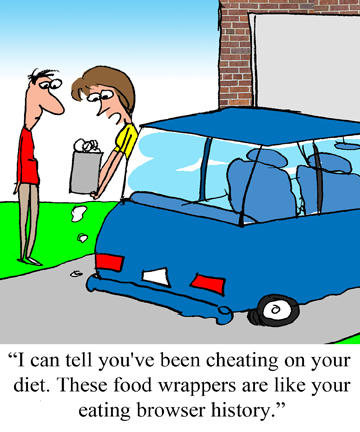 “I can tell you've been cheating on your
diet. These food wrappers are like your
eating browser history.”